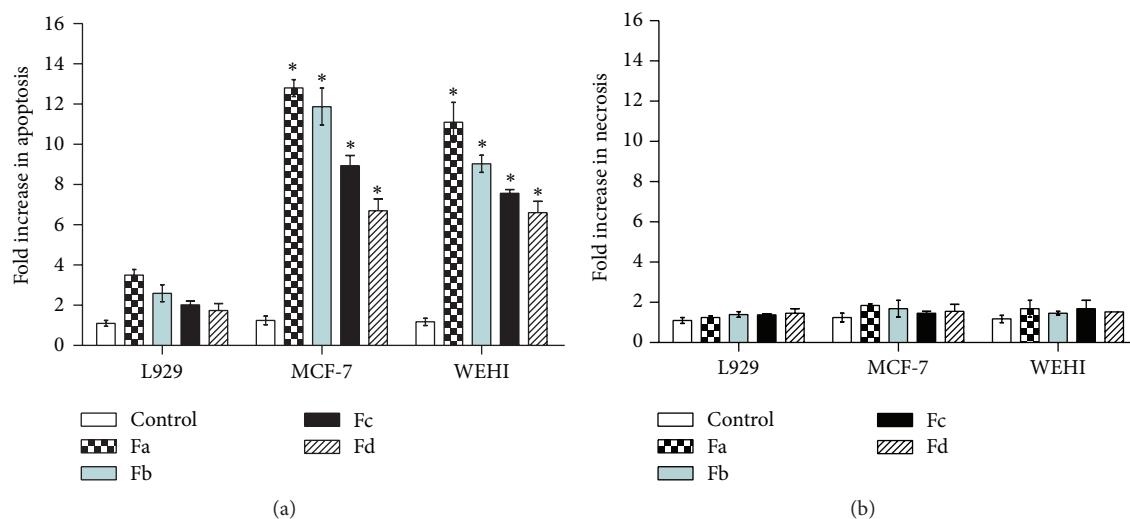 Fold increase in apoptosis
16
14
12
10
8
6
4
2
0
* * * *
* * * *
L929 MCF-7 WEHI
Control Fc
Fa Fd
Fb
(a)
Fold increase in necrosis
16
14
12
10
8
6
4
2
0
L929 MCF-7 WEHI
Control Fc
Fa Fd
Fb
(b)